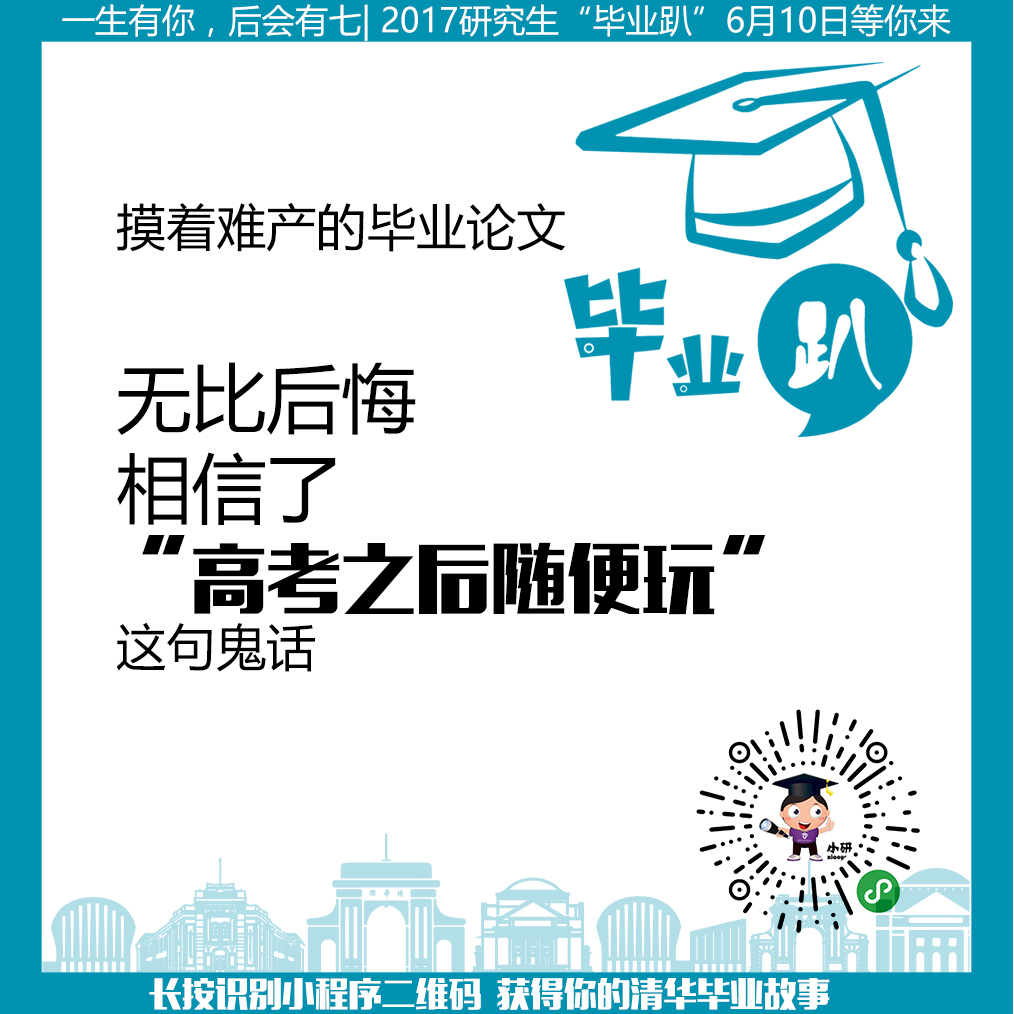 一生有你，后会有七| 2017研究生“毕业趴”6月10日等你来
毕业趴
摸着难产的毕业论文
无比后悔
相信了
“高考之后随便玩“
这句鬼话
小研
长按识别小程序二维码 获得你的清华毕业故事